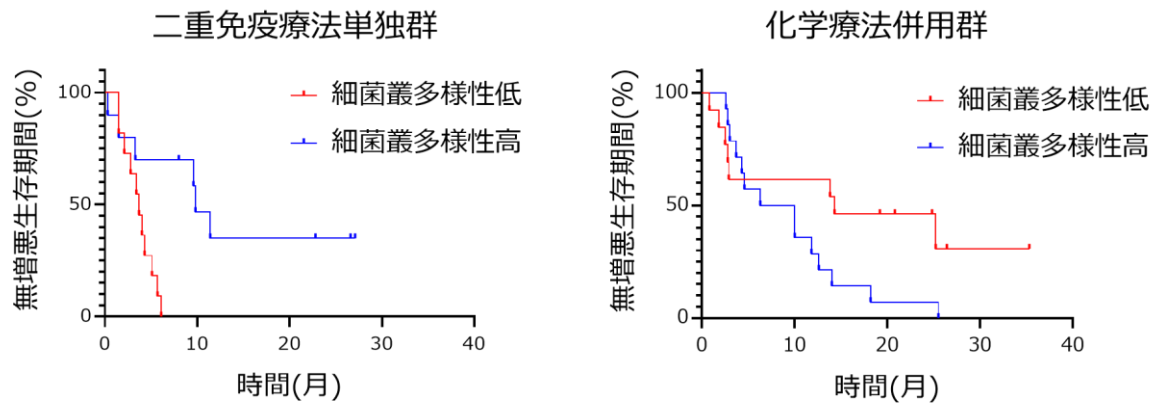 二重免疫療法単独群
無増悪生存期間(%)
100
50
0
細菌叢多様性低
細菌叢多様性高
0 10 20 30 40
時間(月)
化学療法併用群
無増悪生存期間(%)
100
50
0
細菌叢多様性低
細菌叢多様性高
0 10 20 30 40
時間(月)